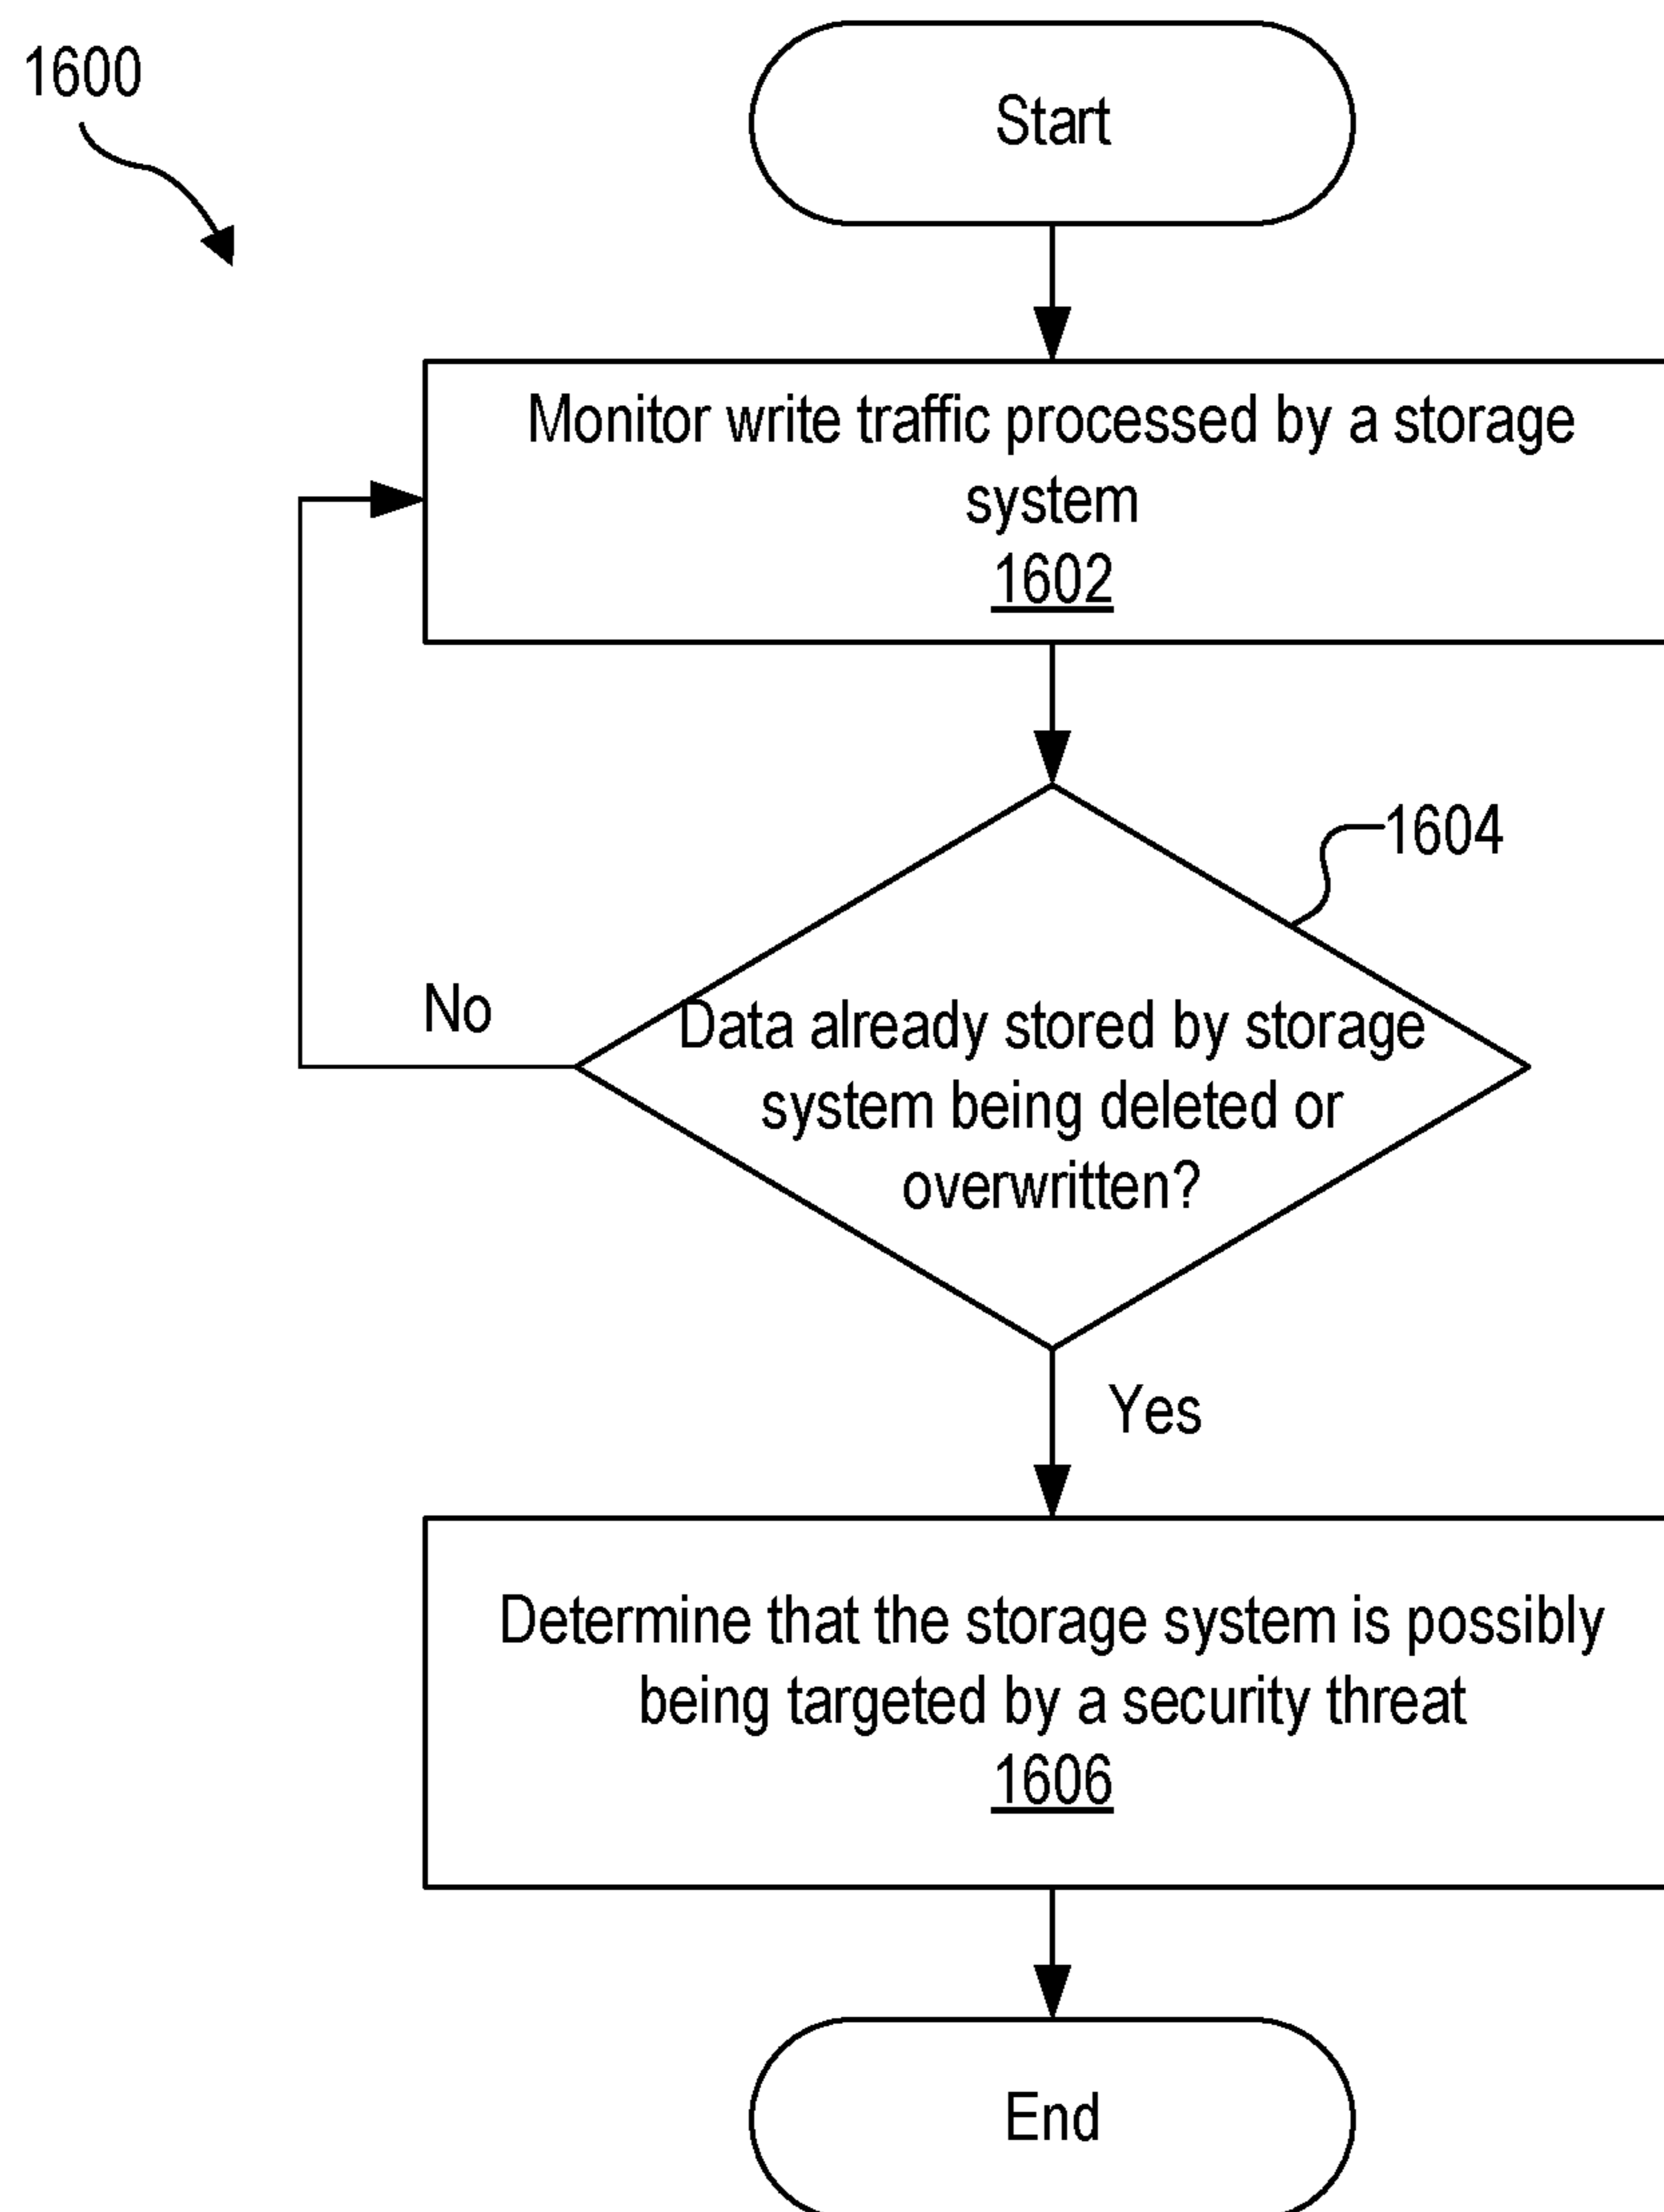 1600
Start
Monitor write traffic processed by a storage
system
1602
1604
No
Data already stored by storage
system being deleted or
overwritten?
Yes
Determine that the storage system is possibly
being targeted by a security threat
1606
End